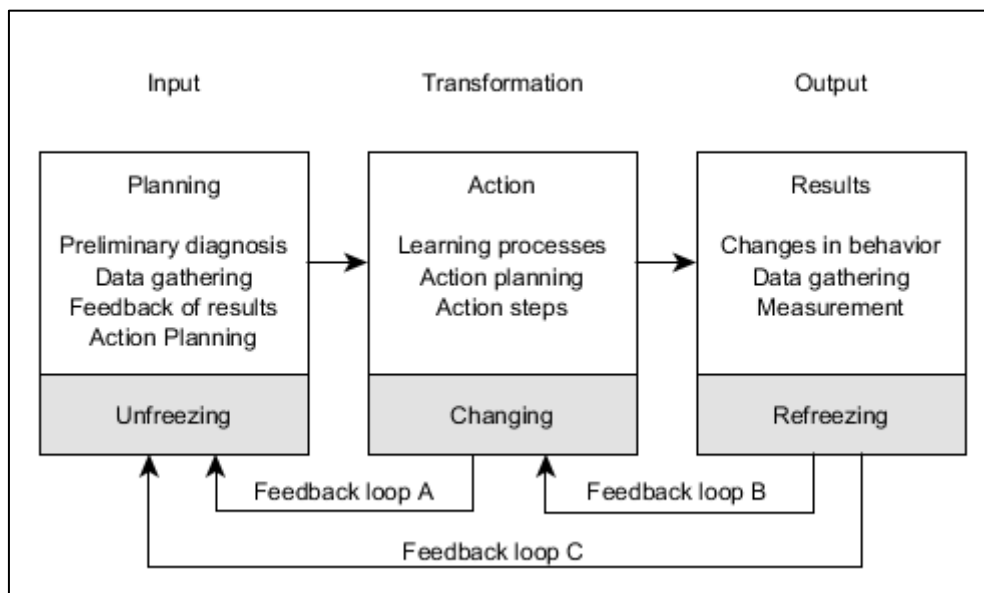 Input
Transformation
Output
Planning
Preliminary diagnosis
Data gathering
Feedback of results
Action Planning
Unfreezing
Action
Learning processes
Action planning
Action steps
Changing
Results
Changes in behavior
Data gathering
Measurement
Refreezing
Feedback loop A
Feedback loop B
Feedback loop C